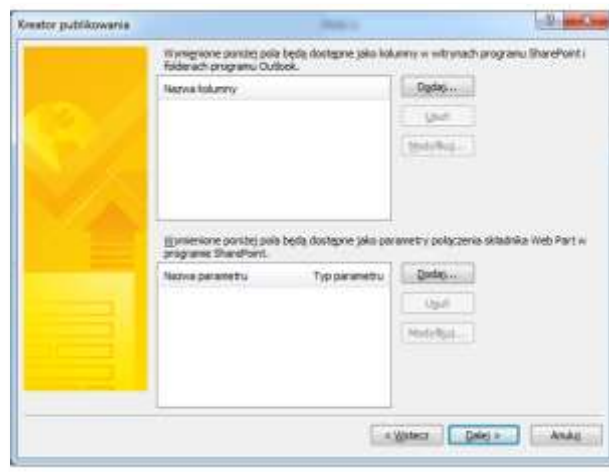 Kreator publikowania
Wymienione poniżej pola będą dostępne jako kolumny w witrynach programu SharePoint i
folderach programu Outlook.
Nazwa kolumny
Dodaj...
Usuń
Modyfikuj...
Wymienione poniżej pola będą dostępne jako parametry połączenia składnika Web Part w
programie SharePoint.
Nazwa parametru Typ parametru
Dodaj...
Usuń
Modyfikuj...
< Wstecz Dalej > Anuluj